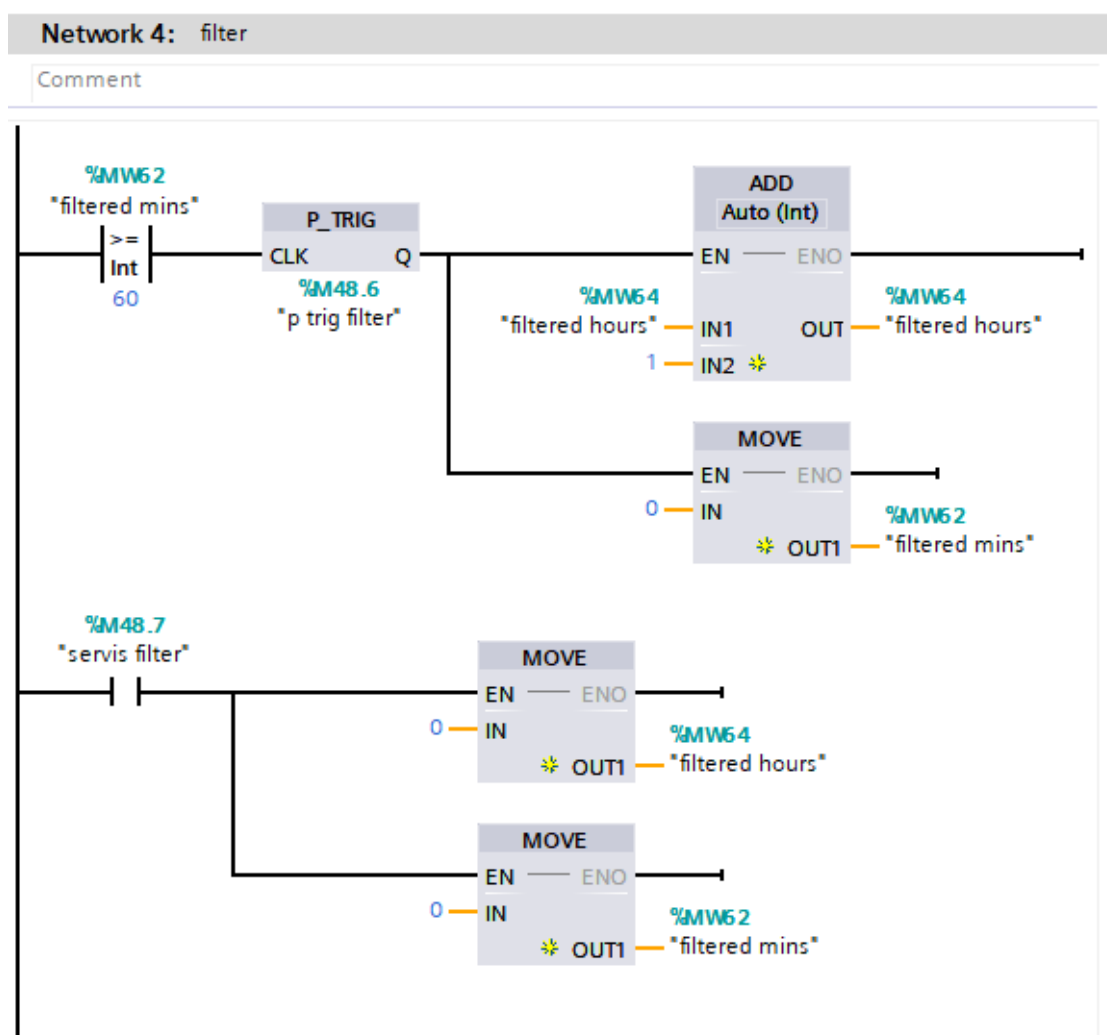 Network 4: filter
Comment
%MW62
"filtered mins"
>=
Int
60
P_TRIG
CLK Q
%M48.6
"p trig filter"
ADD
Auto (Int)
EN ENO
%MW64
"filtered hours"
IN1
1
IN2
OUT
%MW64
"filtered hours"
MOVE
EN ENO
0
IN
OUT1
%MW62
"filtered mins"
%M48.7
"servis filter"
MOVE
EN ENO
0
IN
OUT1
%MW64
"filtered hours"
MOVE
EN ENO
0
IN
OUT1
%MW62
"filtered mins"